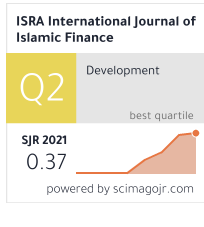 ISRA International Journal of
Islamic Finance
Q2
Development
best quartile
SJR 2021
0.37
powered by scimagojr.com